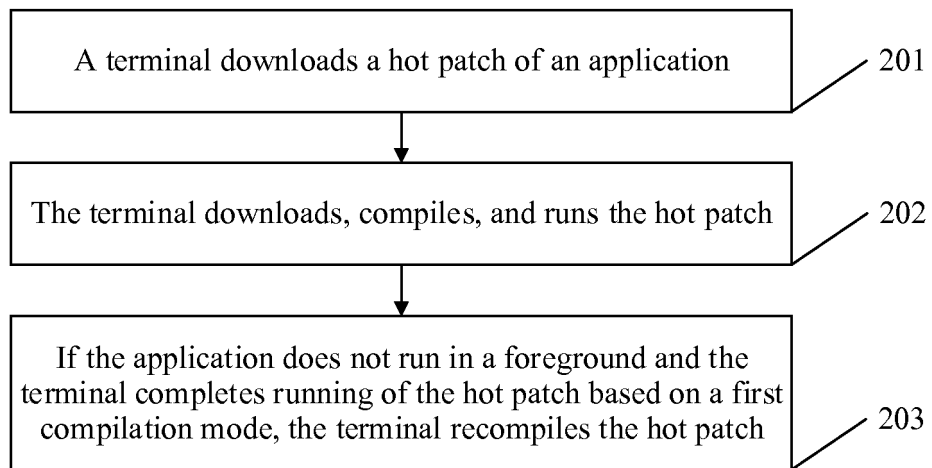 A terminal downloads a hot patch of an application
201
The terminal downloads, compiles, and runs the hot patch
202
If the application does not run in a foreground and the
terminal completes running of the hot patch based on a first
compilation mode, the terminal recompiles the hot patch
203